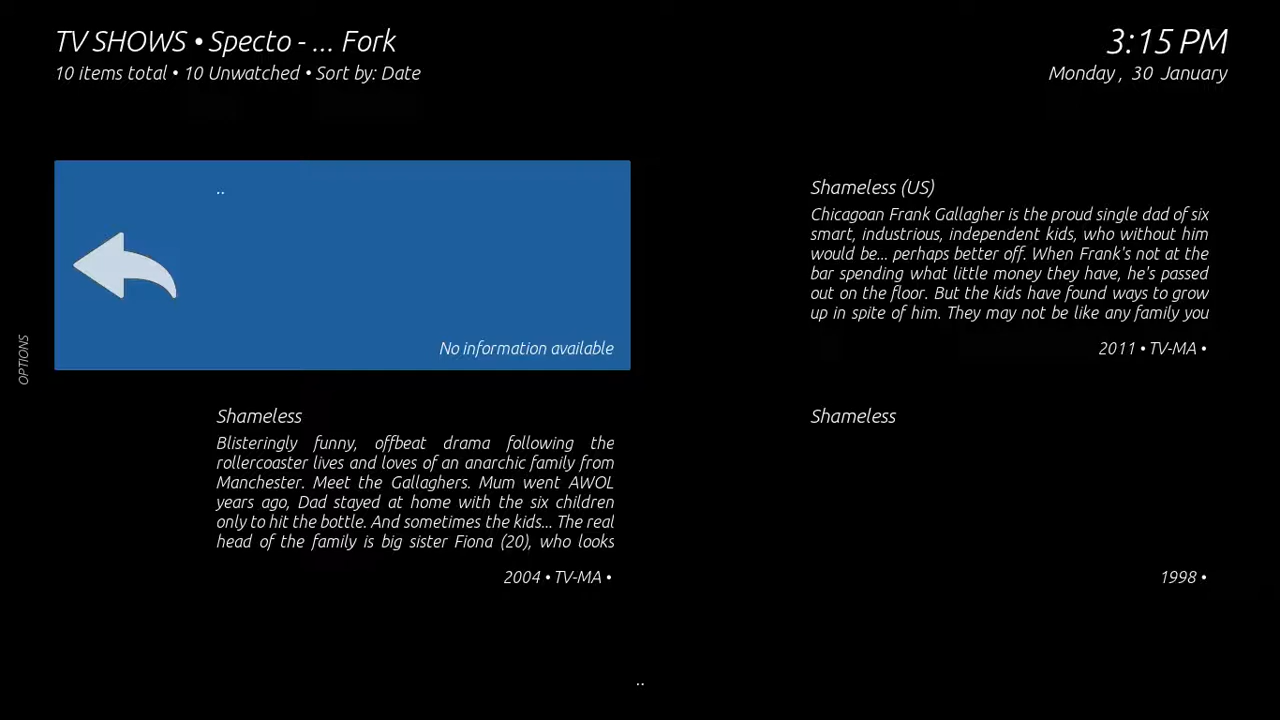 TV SHOWS • Specto - ... Fork
10 items total • 10 Unwatched • Sort by: Date
3:15 PM
Monday , 30 January
..
No information available
OPTIONS
Shameless (US)
Chicagoan Frank Gallagher is the proud single dad of six
smart, industrious, independent kids, who without him
would be... perhaps better off. When Frank's not at the
bar spending what little money they have, he's passed
out on the floor. But the kids have found ways to grow
up in spite of him. They may not be like any family you
2011 • TV-MA •
Shameless
Blisteringly funny, offbeat drama following the
rollercoaster lives and loves of an anarchic family from
Manchester. Meet the Gallaghers. Mum went AWOL
years ago, Dad stayed at home with the six children
only to hit the bottle. And sometimes the kids... The real
head of the family is big sister Fiona (20), who looks
2004 • TV-MA •
Shameless
1998 •
..